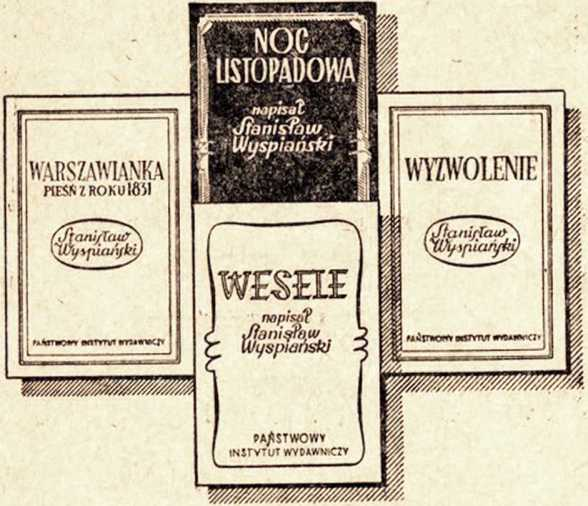 NOC
LISTOPADOWA
napisał
Stanisław
Wyspiański
WARSZAWIANKA
PIEŚŃ Z ROKU 1831
Stanisław
Wyspiański
PAŃSTWOWY INSTYTUT WYDAWNICZY
WESELE
napisał
Stanisław
Wyspiański
PAŃSTWOWY
INSTYTUT WYDAWNICZY
WYZWOLENIE
Stanisław
Wyspiański
PAŃSTWOWY INSTYTUT WYDAWNICZY